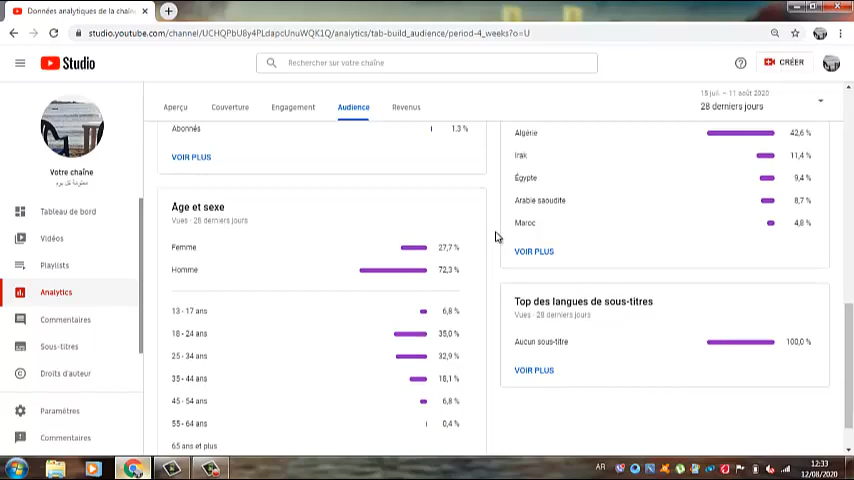 Données analytiques de la chaîn
studio.youtube.com/channel/UCHQPbU8y4PLdapcUnuWQK1Q/analytics/tab-build_audience/period-4_weeks?o=U
Studio
Rechercher sur votre chaîne
CRÉER
Votre chaîne
معلومة لكل يوم
Tableau de bord
Vidéos
Playlists
Analytics
Commentaires
Sous-titres
Droits d'auteur
Paramètres
Commentaires
Aperçu
Couverture
Engagement
Audience
Revenus
15 juil. – 11 août 2020
28 derniers jours
Abonnés 1,3 %
VOIR PLUS
Age et sexe
Vues · 28 derniers jours
Femme 27,7 %
Homme 72,3 %
13 - 17 ans 6,8 %
18 - 24 ans 35,0 %
25 - 34 ans 32,9 %
35 - 44 ans 18,1 %
45 - 54 ans 6,8 %
55 - 64 ans 0,4 %
65 ans et plus
Algérie 42,6 %
Irak 11,4 %
Égypte 9,4 %
Arabie saoudite 8,7 %
Maroc 4,8 %
VOIR PLUS
Top des langues de sous-titres
Vues · 28 derniers jours
Aucun sous-titre 100,0 %
VOIR PLUS
AR
12:33
12/08/2020